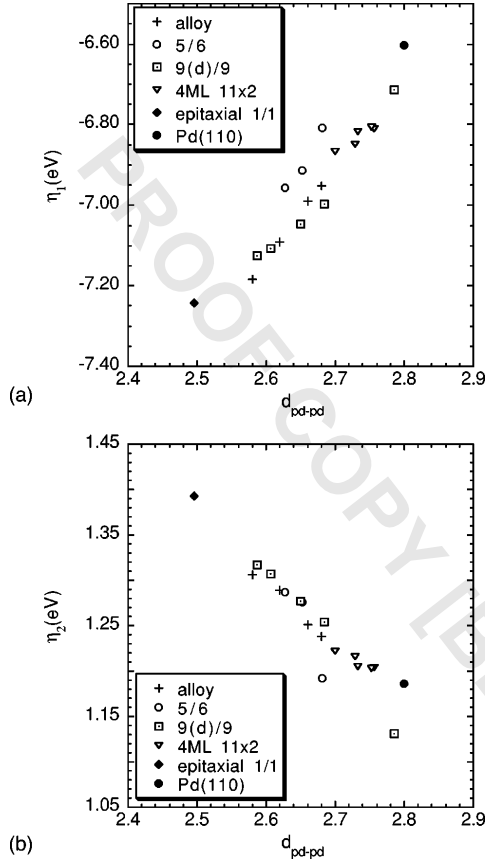 -6.60
-6.80
-7.00
-7.20
-7.40
η1(eV)
alloy
5/6
9(d)/9
4ML 11x2
epitaxial 1/1
Pd(110)
2.4 2.5 2.6 2.7 2.8 2.9
dpd-pd
(a)
1.45
1.35
1.25
1.15
1.05
η2(eV)
alloy
5/6
9(d)/9
4ML 11x2
epitaxial 1/1
Pd(110)
2.4 2.5 2.6 2.7 2.8 2.9
dpd-pd
(b)
PROOF COPY [B